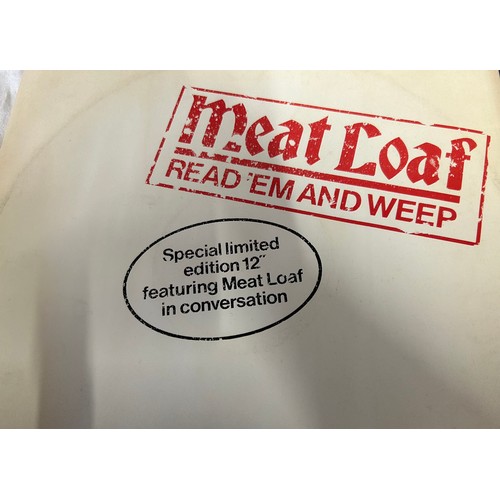 Meat Loaf
READ 'EM AND WEEP
Special limited
edition 12"
featuring Meat Loaf
in conversation